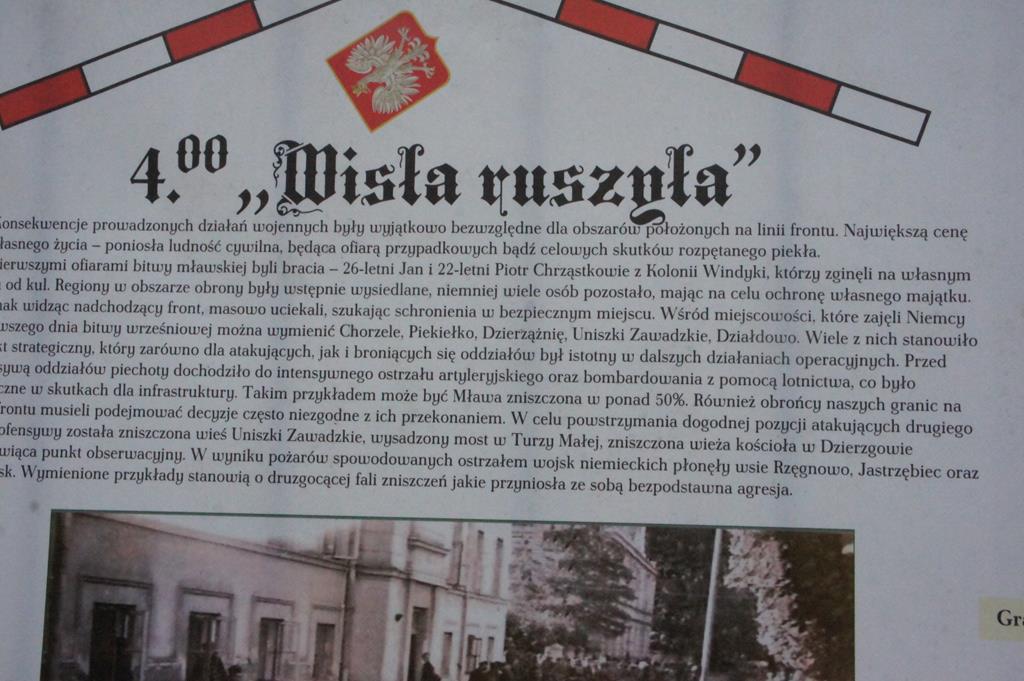 4.00 „Wisła ruszyła”
onsekwencje prowadzonych działań wojennych były wyjątkowo bezwzględne dla obszarów położonych na linii frontu. Największą cenę
łasnego życia – poniosła ludność cywilna, będąca ofiarą przypadkowych bądź celowych skutków rozpętanego piekła.
ierwszymi ofiarami bitwy mławskiej byli bracia – 26-letni Jan i 22-letni Piotr Chrząstkowie z Kolonii Windyki, którzy zginęli na własnym
od kul. Regiony w obszarze obrony były wstępnie wysiedlane, niemniej wiele osób pozostało, mając na celu ochronę własnego majątku.
nak widząc nadchodzący front, masowo uciekali, szukając schronienia w bezpiecznym miejscu. Wśród miejscowości, które zajęli Niemcy
wszego dnia bitwy wrześniowej można wymienić Chorzele, Piekiełko, Dzierzążnię, Uniszki Zawadzkie, Działdowo. Wiele z nich stanowiło
kt strategiczny, który zarówno dla atakujących, jak i broniących się oddziałów był istotny w dalszych działaniach operacyjnych. Przed
sywą oddziałów piechoty dochodziło do intensywnego ostrzału artyleryjskiego oraz bombardowania z pomocą lotnictwa, co było
czne w skutkach dla infrastruktury. Takim przykładem może być Mława zniszczona w ponad 50%. Również obrońcy naszych granic na
frontu musieli podejmować decyzje często niezgodne z ich przekonaniem. W celu powstrzymania dogodnej pozycji atakujących drugiego
ofensywy została zniszczona wieś Uniszki Zawadzkie, wysadzony most w Turzy Małej, zniszczona wieża kościoła w Dzierzgowie
wiąca punkt obserwacyjny. W wyniku pożarów spowodowanych ostrzałem wojsk niemieckich płonęły wsie Rzęgnowo, Jastrzębiec oraz
sk. Wymienione przykłady stanowią o druzgocącej fali zniszczeń jakie przyniosła ze sobą bezpodstawna agresja.
Gra